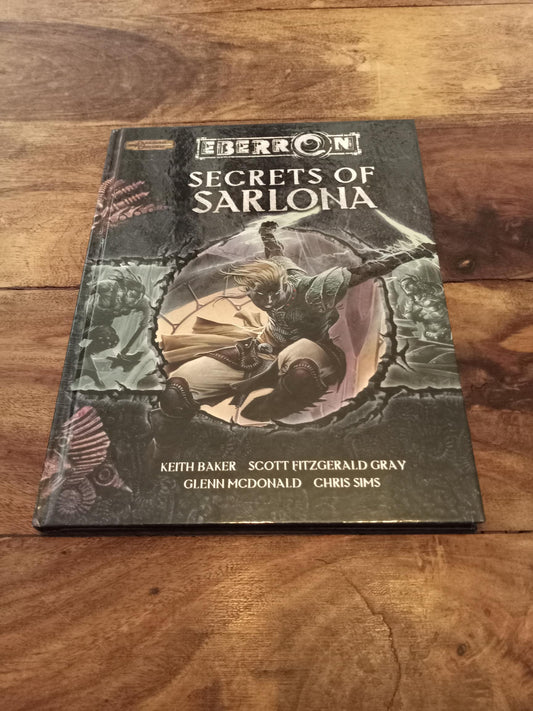 EBERRON
SECRETS OF
SARLONA
KEITH BAKER SCOTT FITZGERALD GRAY
GLENN MCDONALD CHRIS SIMS